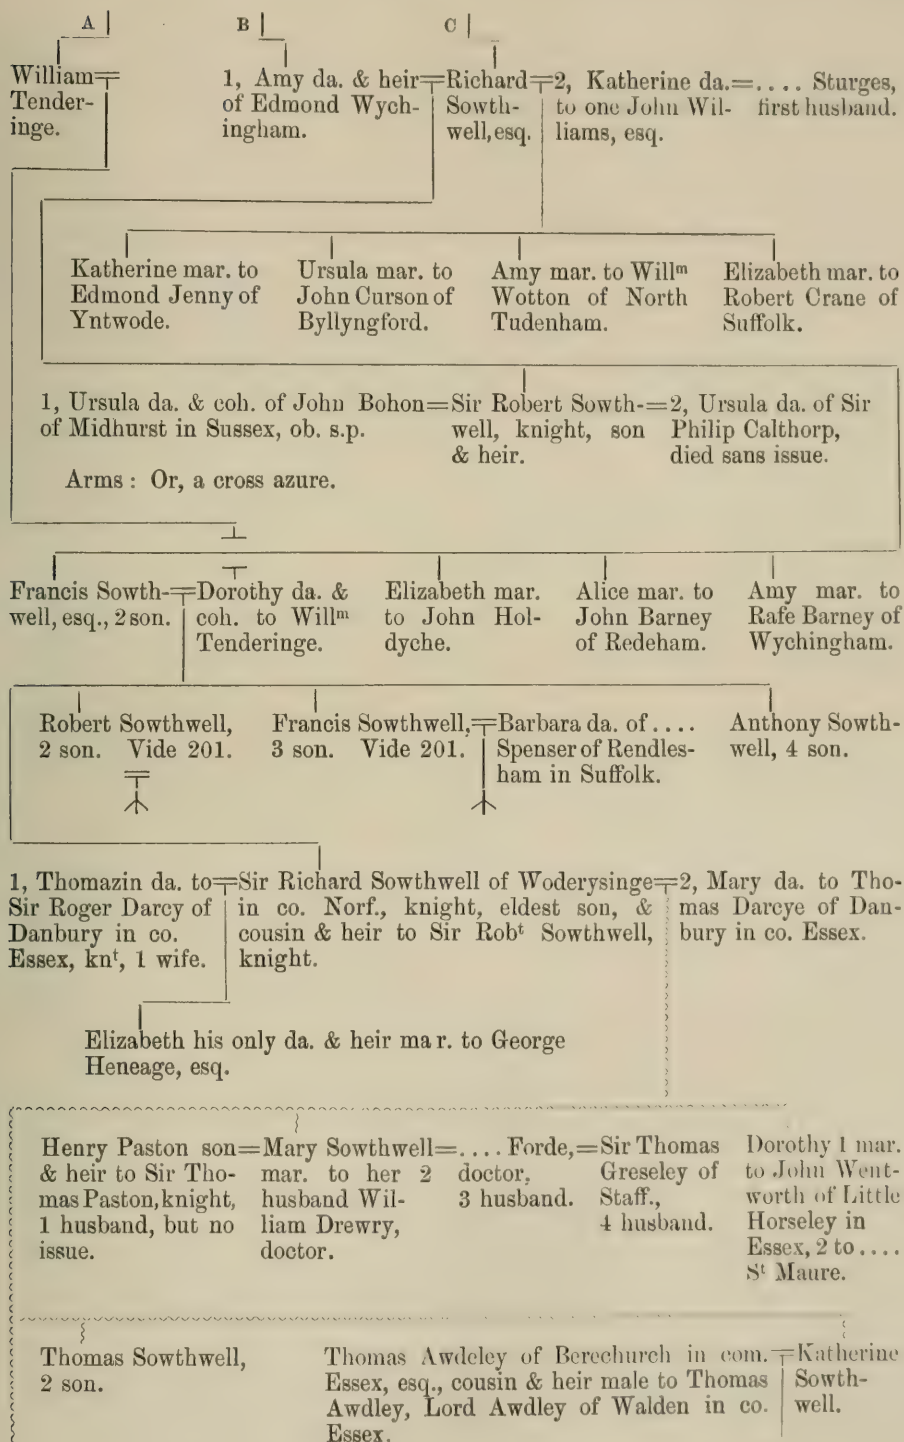 A B C
William
Tender-
inge.
1, Amy da. & heir
of Edmond Wych-
ingham.
Richard
Sowth-
well, esq.
2, Katherine da.
to one John Wil-
liams, esq.
.... Sturges,
first husband.
Katherine mar. to
Edmond Jenny of
Yntwode.
Ursula mar. to
John Curson of
Byllyngford.
Amy mar. to Willᵐ
Wotton of North
Tudenham.
Elizabeth mar. to
Robert Crane of
Suffolk.
1, Ursula da. & coh. of John Bohon
of Midhurst in Sussex, ob. s.p.
Arms : Or, a cross azure.
Sir Robert Sowth-
well, knight, son
& heir.
2, Ursula da. of Sir
Philip Calthorp,
died sans issue.
Francis Sowth-
well, esq., 2 son.
Dorothy da. &
coh. to Willᵐ
Tenderinge.
Elizabeth mar.
to John Hol-
dyche.
Alice mar. to
John Barney
of Redeham.
Amy mar. to
Rafe Barney of
Wychingham.
Robert Sowthwell,
2 son. Vide 201.
Francis Sowthwell,
3 son. Vide 201.
Barbara da. of ....
Spenser of Rendles-
ham in Suffolk.
Anthony Sowth-
well, 4 son.
1, Thomazin da. to
Sir Roger Darcy of
Danbury in co.
Essex, knᵗ, 1 wife.
Sir Richard Sowthwell of Woderysinge
in co. Norf., knight, eldest son, &
cousin & heir to Sir Robᵗ Sowthwell,
knight.
2, Mary da. to Tho-
mas Darcye of Dan-
bury in co. Essex.
Elizabeth his only da. & heir mar. to George
Heneage, esq.
Henry Paston son
& heir to Sir Tho-
mas Paston, knight,
1 husband, but no
issue.
Mary Sowthwell
mar. to her 2
husband Wil-
liam Drewry,
doctor.
.... Forde,
doctor,
3 husband.
Sir Thomas
Greseley of
Staff.,
4 husband.
Dorothy 1 mar.
to John Went-
worth of Little
Horseley in
Essex, 2 to ....
Sᵗ Maure.
Thomas Sowthwell,
2 son.
Thomas Awdeley of Berechurch in com.
Essex, esq., cousin & heir male to Thomas
Awdley, Lord Awdley of Walden in co.
Essex.
Katherine
Sowth-
well.